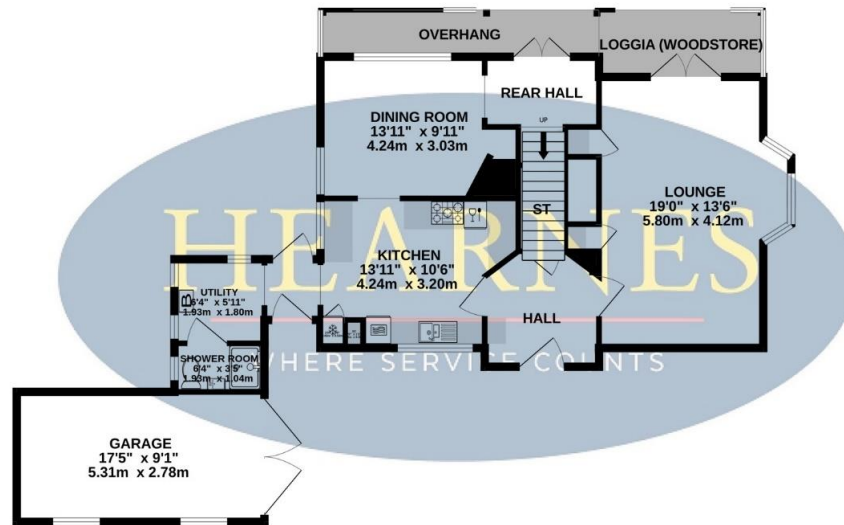 OVERHANG
LOGGIA (WOODSTORE)
REAR HALL
UP
DINING ROOM
13'11" x 9'11"
4.24m x 3.03m
LOUNGE
19'0" x 13'6"
5.80m x 4.12m
ST
HEARNES
KITCHEN
13'11" x 10'6"
4.24m x 3.20m
UTILITY
6'4" x 5'11"
1.93m x 1.80m
B
HALL
SHOWER ROOM
6'4" x 3'5"
1.93m x 1.04m
WHERE SERVICE COUNTS
GARAGE
17'5" x 9'1"
5.31m x 2.78m